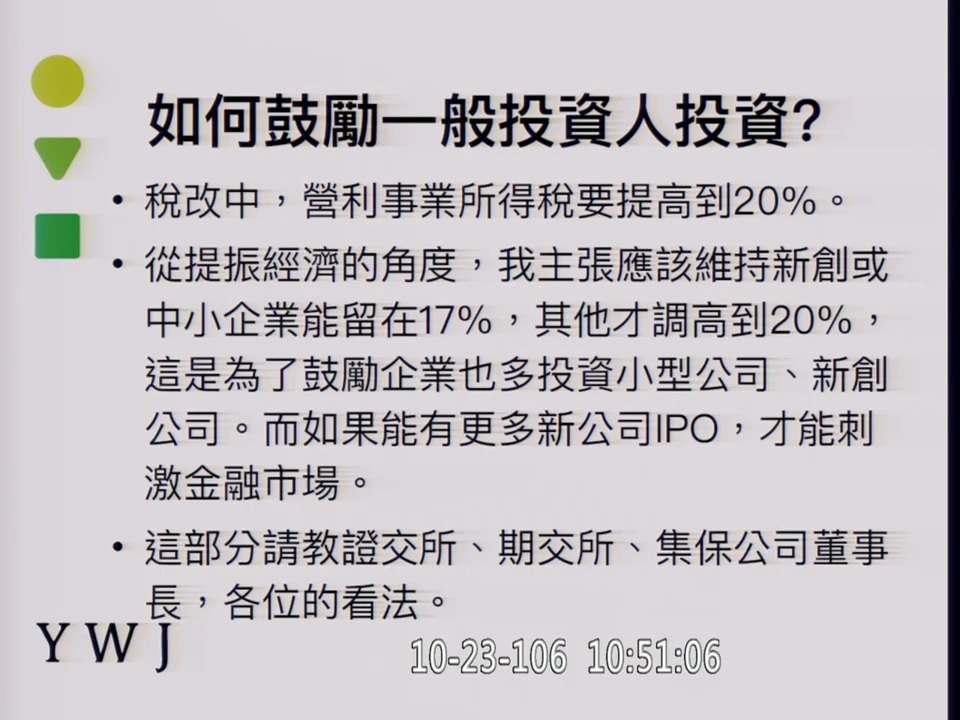 如何鼓勵一般投資人投資?
• 稅改中，營利事業所得稅要提高到20%。
• 從提振經濟的角度，我主張應該維持新創或
中小企業能留在17%，其他才調高到20%，
這是為了鼓勵企業也多投資小型公司、新創
公司。而如果能有更多新公司IPO，才能刺
激金融市場。
• 這部分請教證交所、期交所、集保公司董事
長，各位的看法。
YWJ
10-23-106 10:51:06